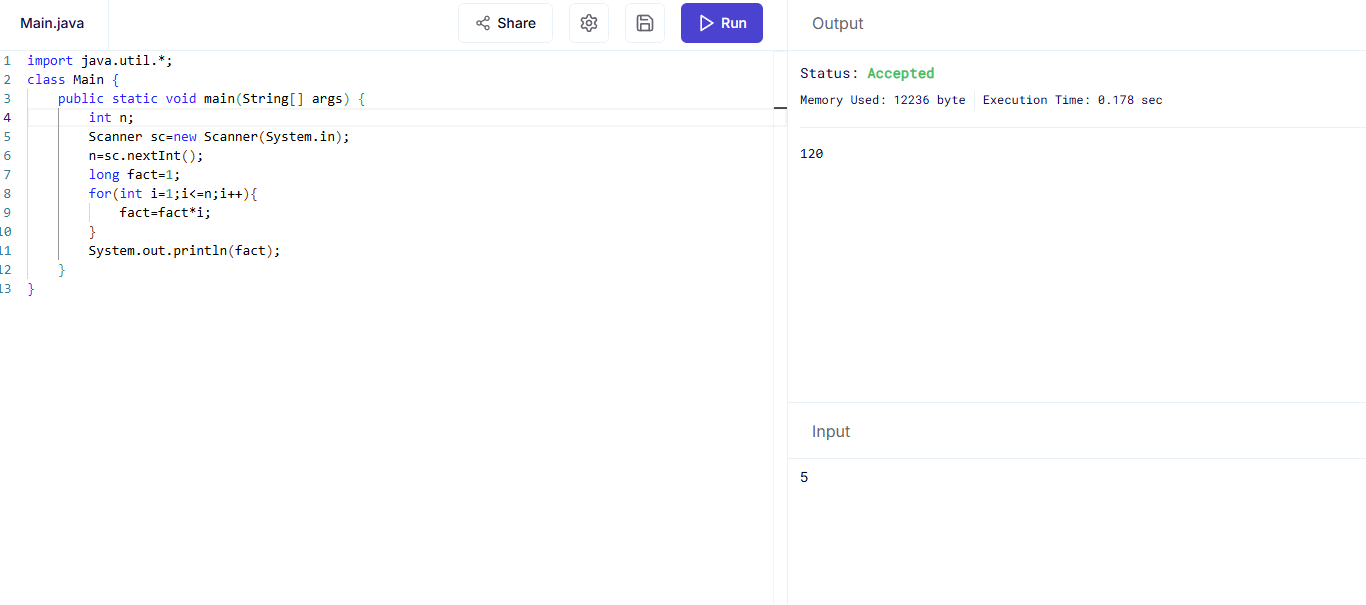 Main.java
Share
Run
1 import java.util.*;
2 class Main {
3     public static void main(String[] args) {
4         int n;
5         Scanner sc=new Scanner(System.in);
6         n=sc.nextInt();
7         long fact=1;
8         for(int i=1;i<=n;i++){
9             fact=fact*i;
10         }
11         System.out.println(fact);
12     }
13 }
Output
Status: Accepted
Memory Used: 12236 byte Execution Time: 0.178 sec
120
Input
5